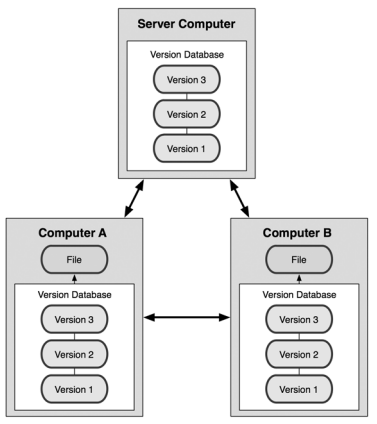 Server Computer
Version Database
Version 3
Version 2
Version 1
Computer A
File
Version Database
Version 3
Version 2
Version 1
Computer B
File
Version Database
Version 3
Version 2
Version 1